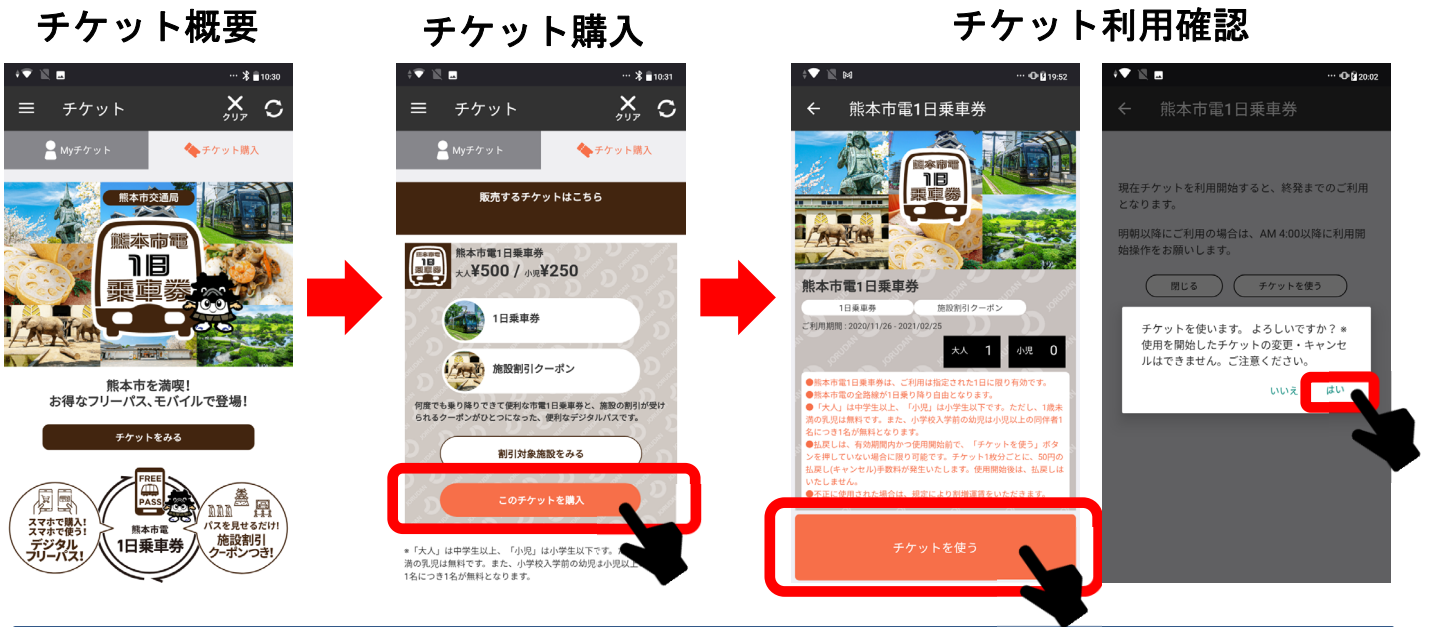 チケット概要
チケット購入
チケット利用確認
10:30
チケット
クリア
Myチケット
チケット購入
熊本市交通局
熊本市電
1日
乗車券
熊本市を満喫!
お得なフリーパス、モバイルで登場!
チケットをみる
スマホで購入!
スマホで使う!
デジタル
フリーパス!
FREE
PASS
熊本市電
1日乗車券
パスを見せるだけ!
施設割引
クーポンつき!
10:31
チケット
クリア
Myチケット
チケット購入
販売するチケットはこちら
熊本市電
1日
乗車券
熊本市電1日乗車券
大人¥500 / 小児¥250
1日乗車券
施設割引クーポン
何度でも乗り降りできて便利な市電1日乗車券と、施設の割引が受け
られるクーポンがひとつになった、便利なデジタルパスです。
割引対象施設をみる
このチケットを購入
※「大人」は中学生以上、「小児」は小学生以下です。
満の乳児は無料です。また、小学校入学前の幼児は小児以上
1名につき1名が無料となります。
19:52
熊本市電1日乗車券
熊本市電
1日
乗車券
熊本市電1日乗車券
1日乗車券
施設割引クーポン
ご利用期間 : 2020/11/26 - 2021/02/25
大人 1
小児 0
●熊本市電1日乗車券は、ご利用は指定された1日に限り有効です。
●熊本市電の全路線が1日乗り降り自由となります。
●「大人」は中学生以上、「小児」は小学生以下です。ただし、1歳未
満の乳児は無料です。また、小学校入学前の幼児は小児以上の同伴者1
名につき1名が無料となります。
●払戻しは、有効期間内かつ使用開始前で、「チケットを使う」ボタ
ンを押していない場合に限り可能です。チケット1枚分ごとに、50円の
払戻し(キャンセル)手数料が発生いたします。使用開始後は、払戻しは
いたしません。
●不正に使用された場合は、規定により割増運賃をいただきます。
チケットを使う
20:02
熊本市電1日乗車券
現在チケットを利用開始すると、終発までのご利用
となります。
明朝以降にご利用の場合は、AM 4:00以降に利用開
始操作をお願いします。
閉じる
チケットを使う
チケットを使います。 よろしいですか？ ※
使用を開始したチケットの変更・キャンセ
ルはできません。ご注意ください。
いいえ
はい